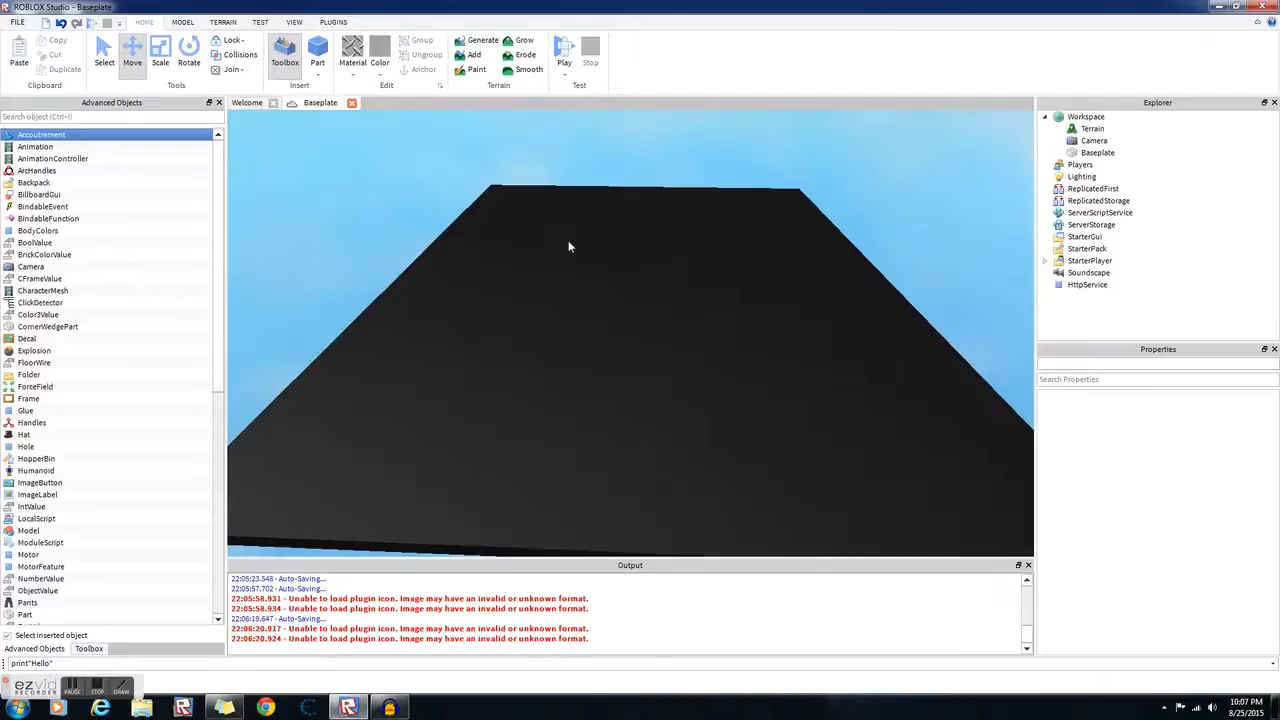 ROBLOX Studio - Baseplate
FILE HOME MODEL TERRAIN TEST VIEW PLUGINS
Paste Copy Cut Duplicate Clipboard
Select Move Scale Rotate Lock Collisions Join Tools
Toolbox Part Insert
Material Color Group Ungroup Anchor Edit
Generate Add Paint Grow Erode Smooth Terrain
Play Stop Test
Advanced Objects
Search object (Ctrl+I)
Accoutrement
Animation
AnimationController
ArcHandles
Backpack
BillboardGui
BindableEvent
BindableFunction
BodyColors
BoolValue
BrickColorValue
Camera
CFrameValue
CharacterMesh
ClickDetector
Color3Value
CornerWedgePart
Decal
Explosion
FloorWire
Folder
ForceField
Frame
Glue
Handles
Hat
Hole
HopperBin
Humanoid
ImageButton
ImageLabel
IntValue
LocalScript
Model
ModuleScript
Motor
MotorFeature
NumberValue
ObjectValue
Pants
Part
Select inserted object
Advanced Objects Toolbox
print"Hello"
Welcome Baseplate
Output
22:05:23.548 - Auto-Saving...
22:05:57.702 - Auto-Saving...
22:05:58.931 - Unable to load plugin icon. Image may have an invalid or unknown format.
22:05:58.934 - Unable to load plugin icon. Image may have an invalid or unknown format.
22:06:19.647 - Auto-Saving...
22:06:20.917 - Unable to load plugin icon. Image may have an invalid or unknown format.
22:06:20.924 - Unable to load plugin icon. Image may have an invalid or unknown format.
Explorer
Workspace
Terrain
Camera
Baseplate
Players
Lighting
ReplicatedFirst
ReplicatedStorage
ServerScriptService
ServerStorage
StarterGui
StarterPack
StarterPlayer
Soundscape
HttpService
Properties
Search Properties
ezvid
RECORDER
PAUSE STOP DRAW
10:07 PM
8/25/2015